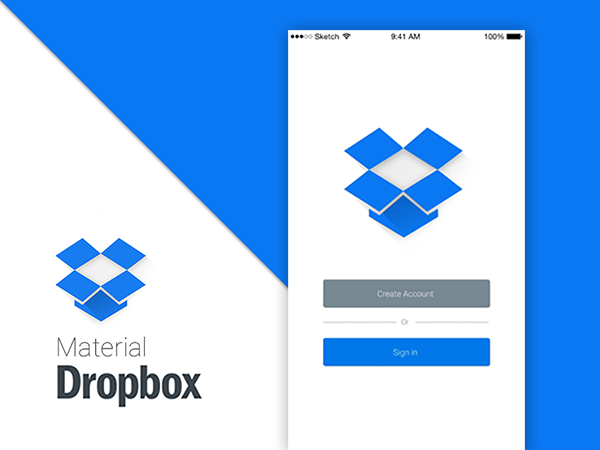 Sketch 9:41 AM 100%
Create Account
Or
Sign in
Material
Dropbox